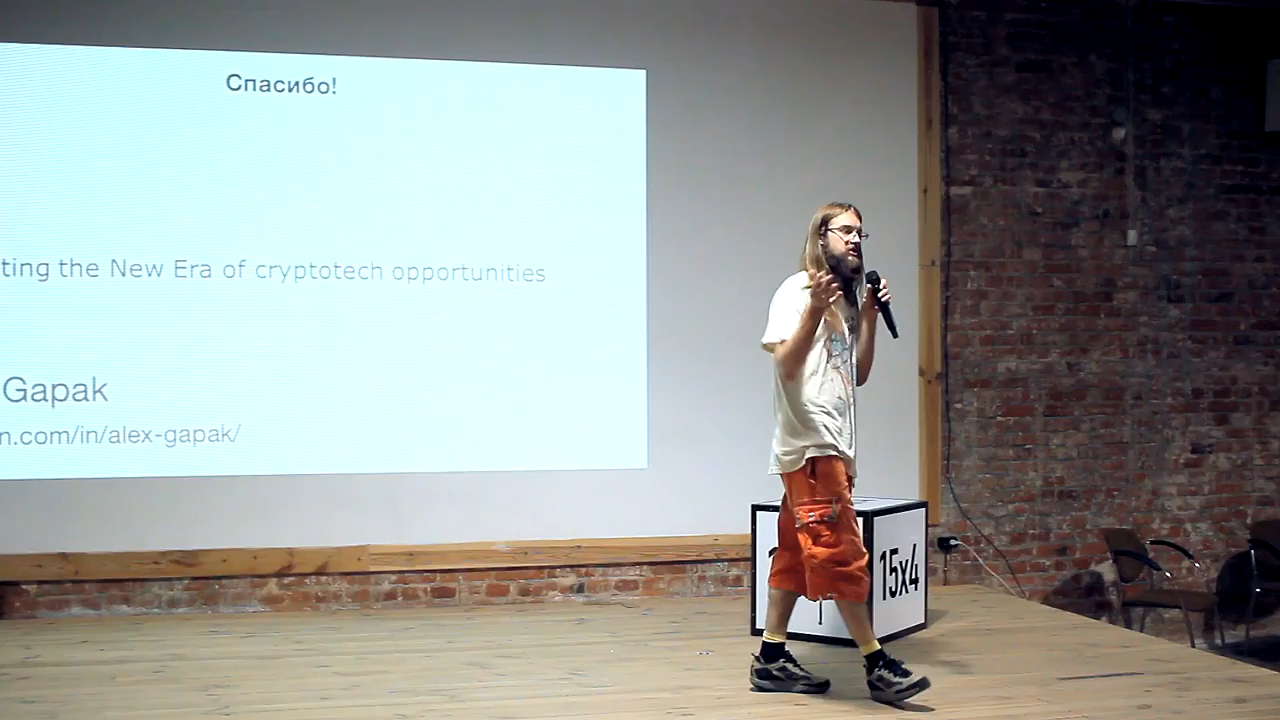 Спасибо!
ting the New Era of cryptotech opportunities
Gapak
n.com/in/alex-gapak/
15x4